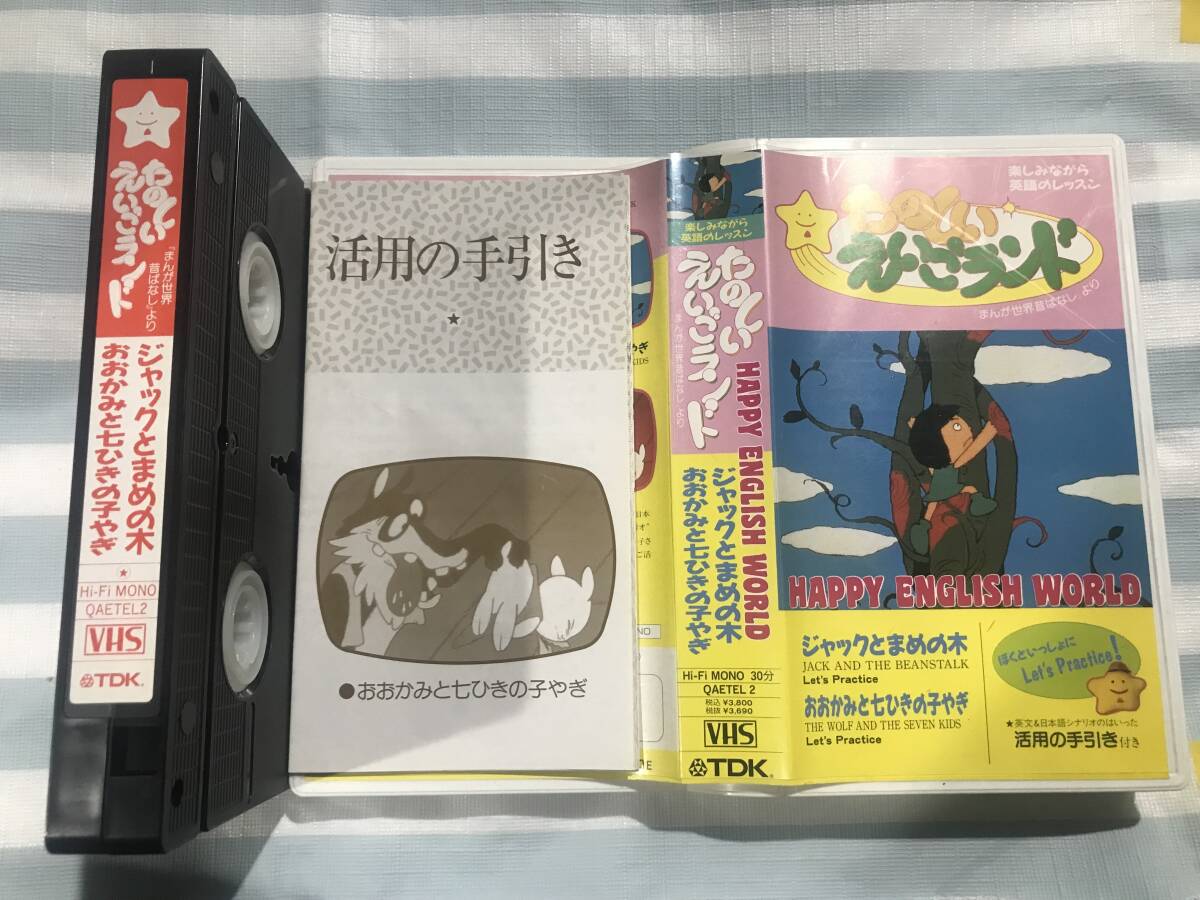 たのしい
えいごランド
『まんが世界
昔ばなし』より
ジャックとまめの木
おおかみと七ひきの子やぎ
Hi-Fi MONO
QAETEL2
VHS
TDK
活用の手引き
●おおかみと七ひきの子やぎ
TDK
やぎ
KIDS
日本
オ"
子さ
ご活
NO
E
楽しみながら
英語のレッスン
たのしい
えいごランド
『まんが世界昔ばなし』より
HAPPY ENGLISH WORLD
ジャックとまめの木
おおかみと七ひきの子やぎ
Hi-Fi MONO 30分
QAETEL 2
税込 ¥3,800
税抜 ¥3,690
VHS
TDK
楽しみながら
英語のレッスン
たのしい
えいごランド
『まんが世界昔ばなし』より
HAPPY ENGLISH WORLD
ジャックとまめの木
JACK AND THE BEANSTALK
Let's Practice
おおかみと七ひきの子やぎ
THE WOLF AND THE SEVEN KIDS
Let's Practice
ぼくといっしょに
Let's Practice!
★英文&日本語シナリオのはいった
活用の手引き付き